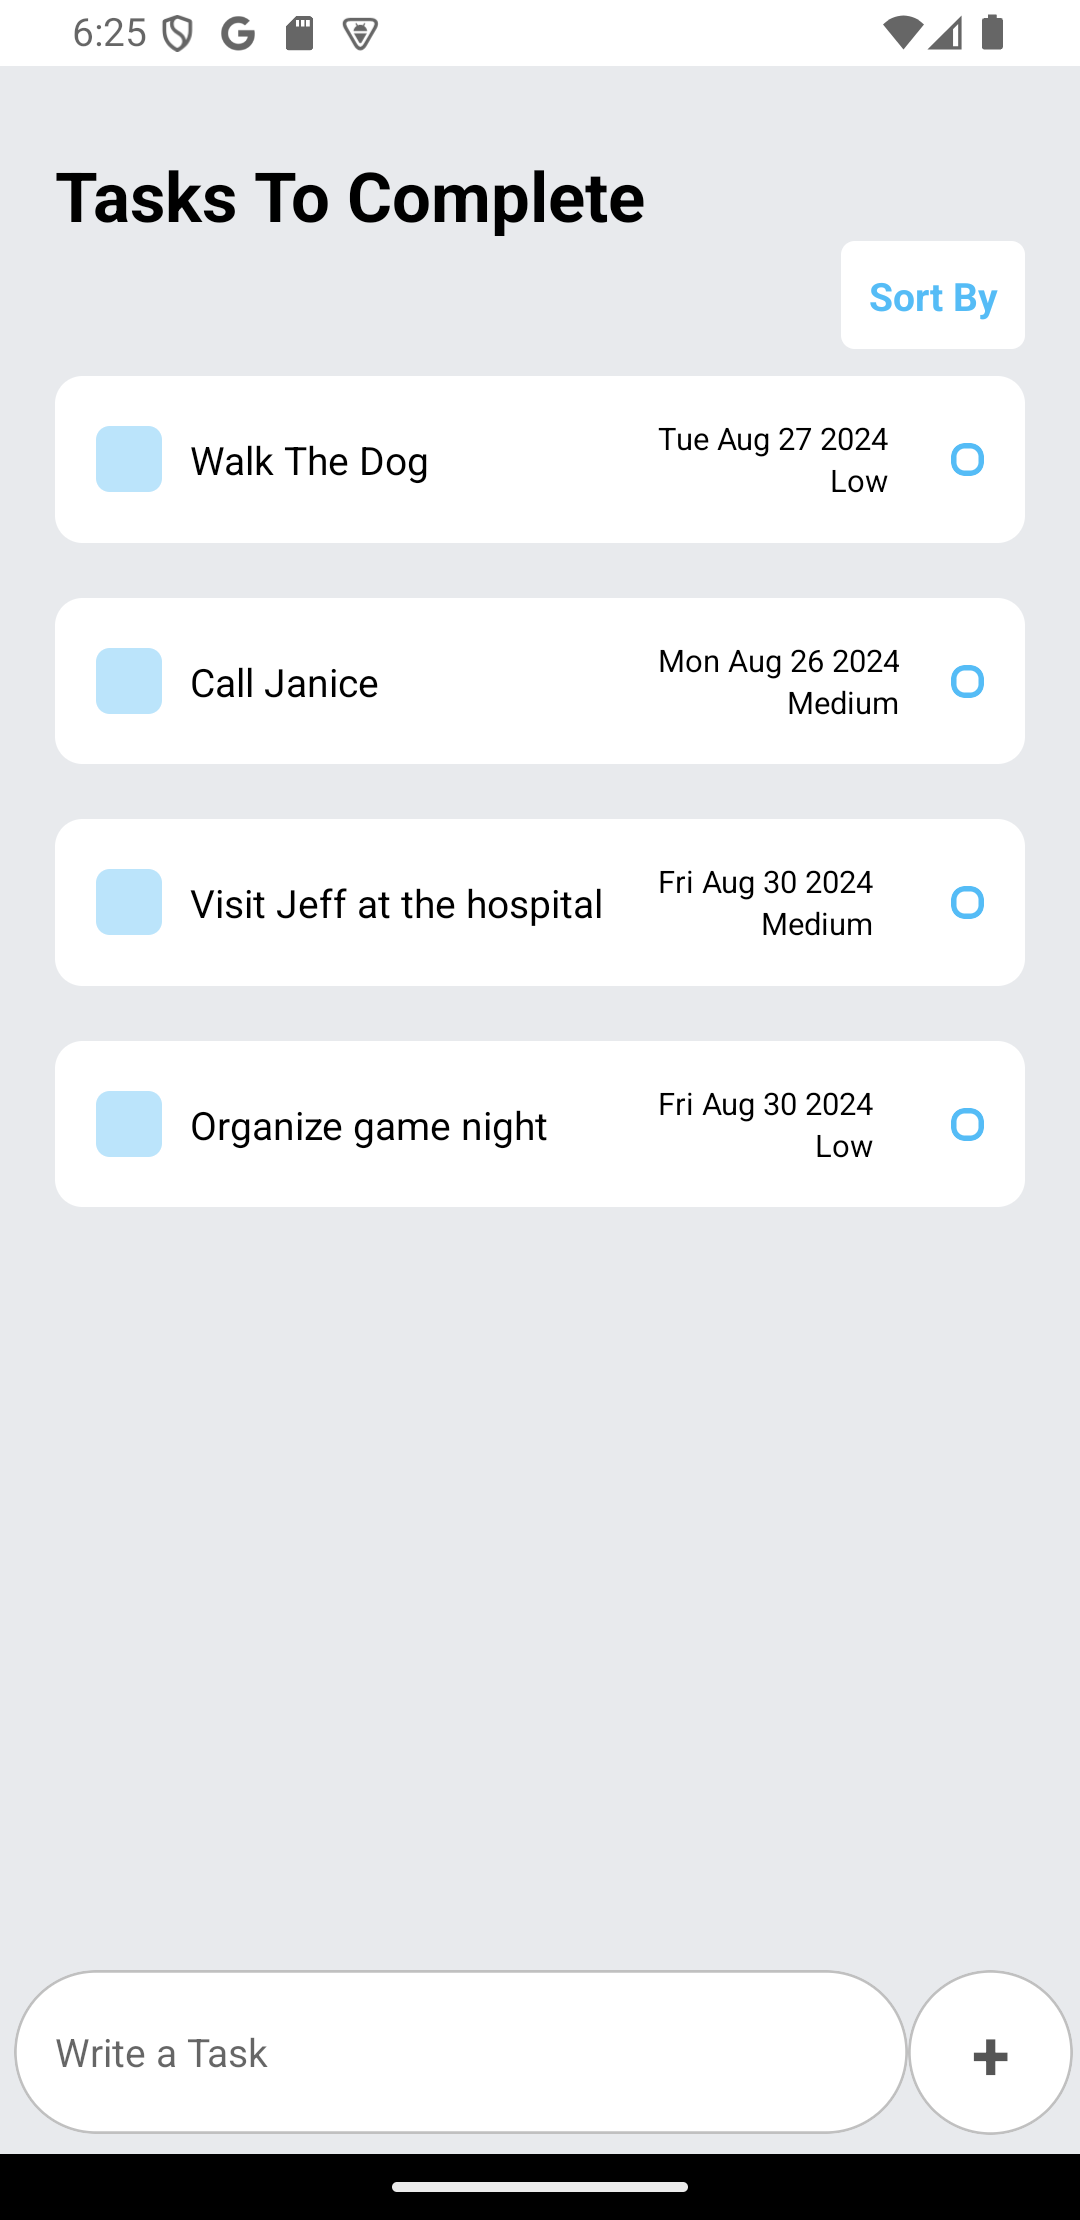 6:25
Tasks To Complete
Sort By
Walk The Dog
Tue Aug 27 2024
Low
Call Janice
Mon Aug 26 2024
Medium
Visit Jeff at the hospital
Fri Aug 30 2024
Medium
Organize game night
Fri Aug 30 2024
Low
Write a Task
+